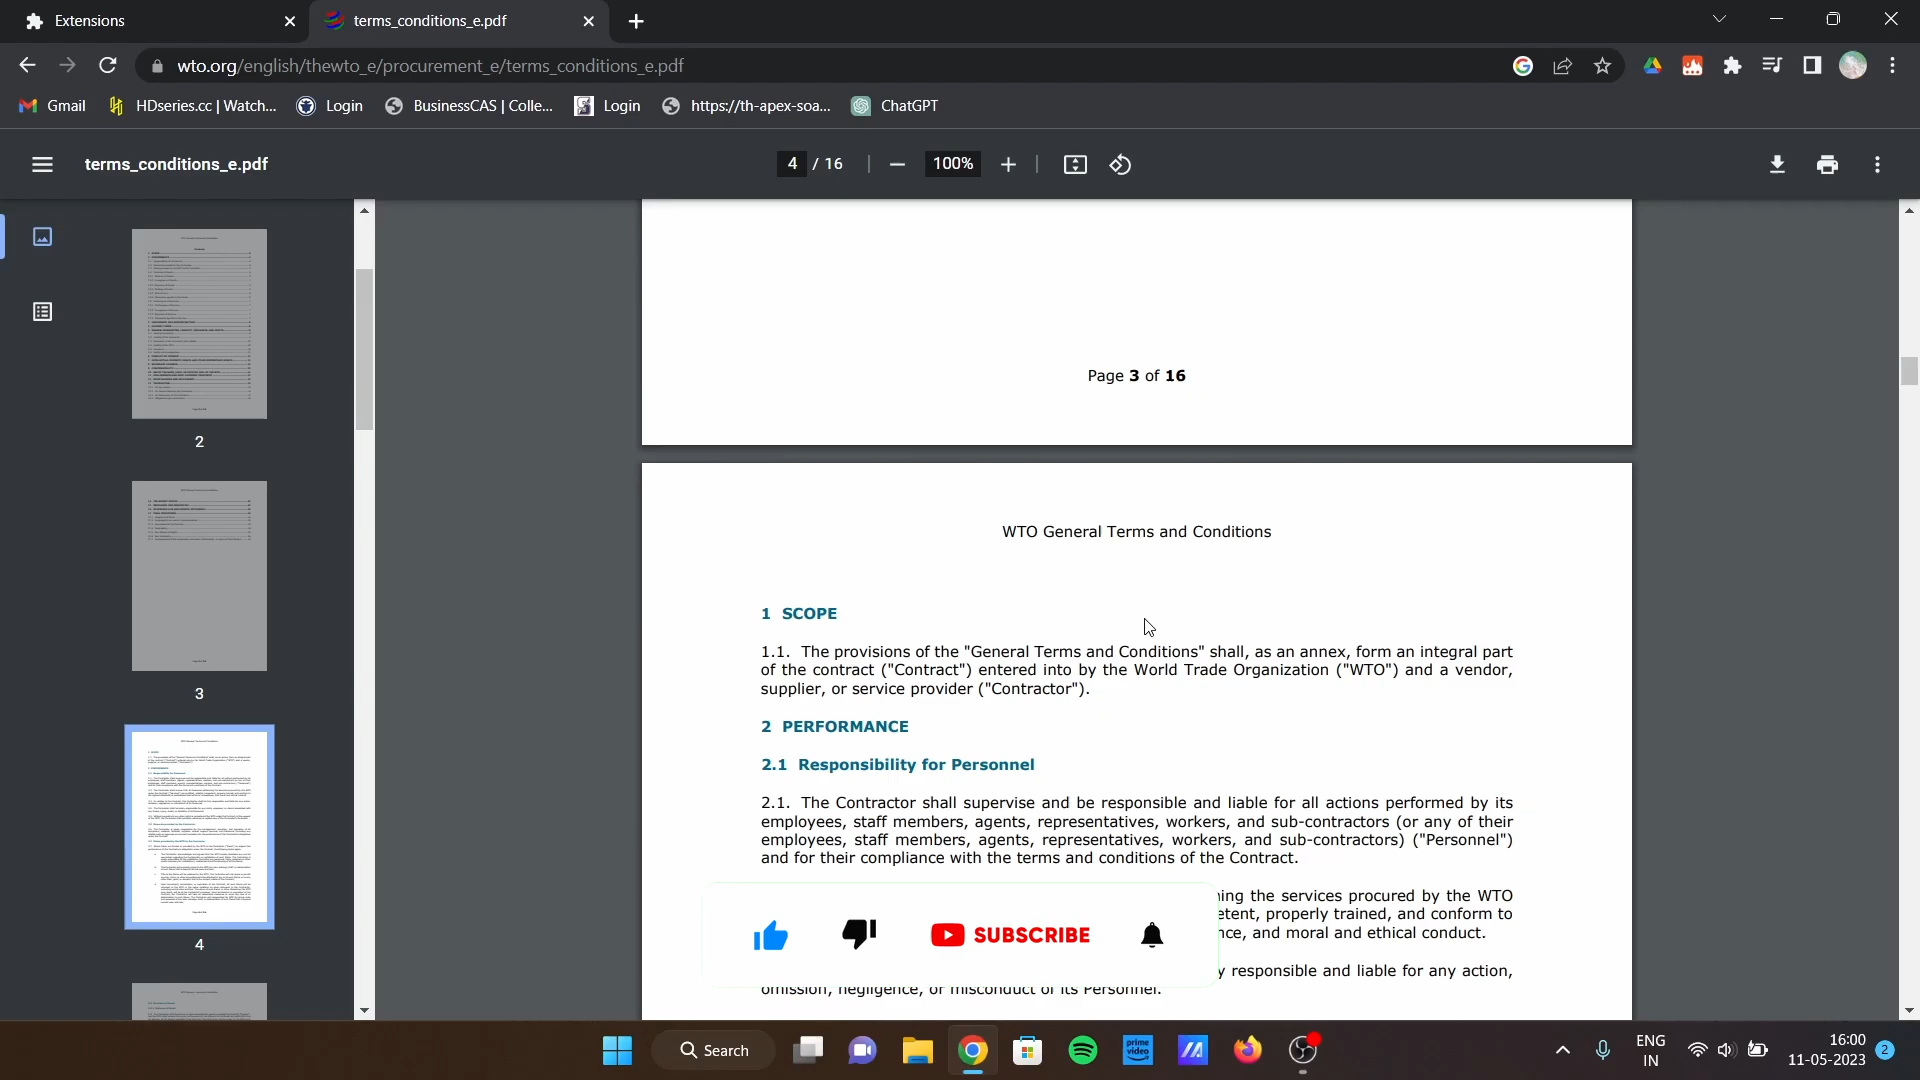 Extensions
terms_conditions_e.pdf
wto.org/english/thewto_e/procurement_e/terms_conditions_e.pdf
Gmail
HDseries.cc | Watch...
Login
BusinessCAS | Colle...
Login
https://th-apex-soa...
ChatGPT
terms_conditions_e.pdf
4 / 16
100%
2
3
4
Page 3 of 16
WTO General Terms and Conditions
1 SCOPE
1.1. The provisions of the "General Terms and Conditions" shall, as an annex, form an integral part
of the contract ("Contract") entered into by the World Trade Organization ("WTO") and a vendor,
supplier, or service provider ("Contractor").
2 PERFORMANCE
2.1 Responsibility for Personnel
2.1. The Contractor shall supervise and be responsible and liable for all actions performed by its
employees, staff members, agents, representatives, workers, and sub-contractors (or any of their
employees, staff members, agents, representatives, workers, and sub-contractors) ("Personnel")
and for their compliance with the terms and conditions of the Contract.
the services procured by the WTO
properly trained, and conform to
and moral and ethical conduct.
responsible and liable for any action,
omission, negligence, or misconduct of its Personnel.
SUBSCRIBE
Search
prime video
ENG
IN
16:00
11-05-2023
2